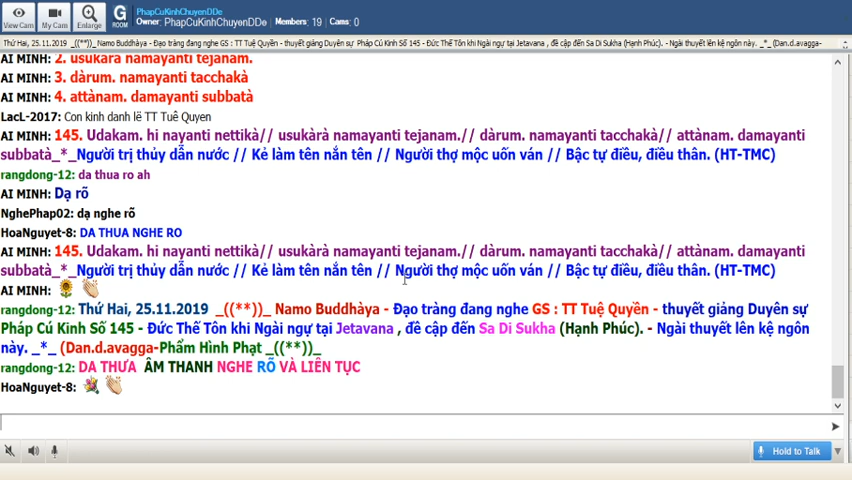 View Cam
My Cam
Enlarge
G
ROOM
PhapCuKinhChuyenDDe
Owner: PhapCuKinhChuyenDDe / Members: 19 / Cams: 0
Thứ Hai, 25.11.2019 _((**))_ Namo Buddhàya - Đạo tràng đang nghe GS : TT Tuệ Quyền - thuyết giảng Duyên sự Pháp Cú Kinh Số 145 - Đức Thế Tôn khi Ngài ngự tại Jetavana , đề cập đến Sa Di Sukha (Hạnh Phúc). - Ngài thuyết lên kệ ngôn này. _*_ (Dan.d.avagga-
AI MINH: 2. usukàrà namayanti tejanam.
AI MINH: 3. dàrum. namayanti tacchakà
AI MINH: 4. attànam. damayanti subbatà
LacL-2017: Con kinh danh lễ TT Tuê Quyen
AI MINH: 145. Udakam. hi nayanti nettikà// usukàrà namayanti tejanam.// dàrum. namayanti tacchakà// attànam. damayanti
subbatà_*_Người trị thủy dẫn nước // Kẻ làm tên nắn tên // Người thợ mộc uốn ván // Bậc tự điều, điều thân. (HT-TMC)
rangdong-12: da thua ro ah
AI MINH: Dạ rõ
NghePhap02: dạ nghe rõ
HoaNguyet-8: DA THUA NGHE RO
AI MINH: 145. Udakam. hi nayanti nettikà// usukàrà namayanti tejanam.// dàrum. namayanti tacchakà// attànam. damayanti
subbatà_*_Người trị thủy dẫn nước // Kẻ làm tên nắn tên // Người thợ mộc uốn ván // Bậc tự điều, điều thân. (HT-TMC)
AI MINH:
rangdong-12: Thứ Hai, 25.11.2019 _((**))_ Namo Buddhàya - Đạo tràng đang nghe GS : TT Tuệ Quyền - thuyết giảng Duyên sự
Pháp Cú Kinh Số 145 - Đức Thế Tôn khi Ngài ngự tại Jetavana , đề cập đến Sa Di Sukha (Hạnh Phúc). - Ngài thuyết lên kệ ngôn
này. _*_ (Dan.d.avagga-Phẩm Hình Phạt _((**))_
rangdong-12: DA THƯA ÂM THANH NGHE RÕ VÀ LIÊN TỤC
HoaNguyet-8:
Hold to Talk